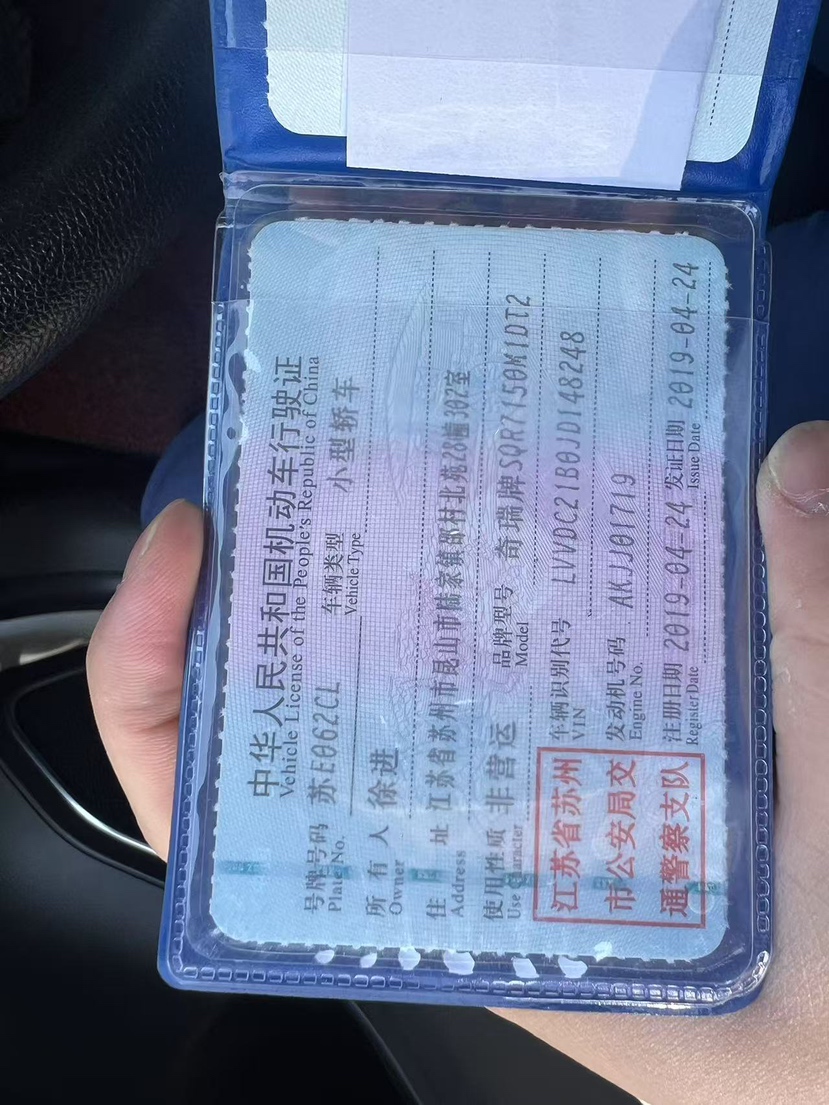 中华人民共和国机动车行驶证
Vehicle License of the People's Republic of China
号牌号码 苏E062CL 车辆类型 小型轿车
Plate No. Vehicle Type
所有人 徐进
Owner
住址 江苏省苏州市昆山市陆家镇邵村北苑28幢302室
Address
使用性质 非营运 品牌型号 奇瑞牌SQR7150M1DT2
Use Character Model
江苏省苏州
市公安局交
通警察支队
车辆识别代号 LVVDC21B0JD148248
VIN
发动机号码 AKJJ01719
Engine No.
注册日期 2019-04-24 发证日期 2019-04-24
Register Date Issue Date